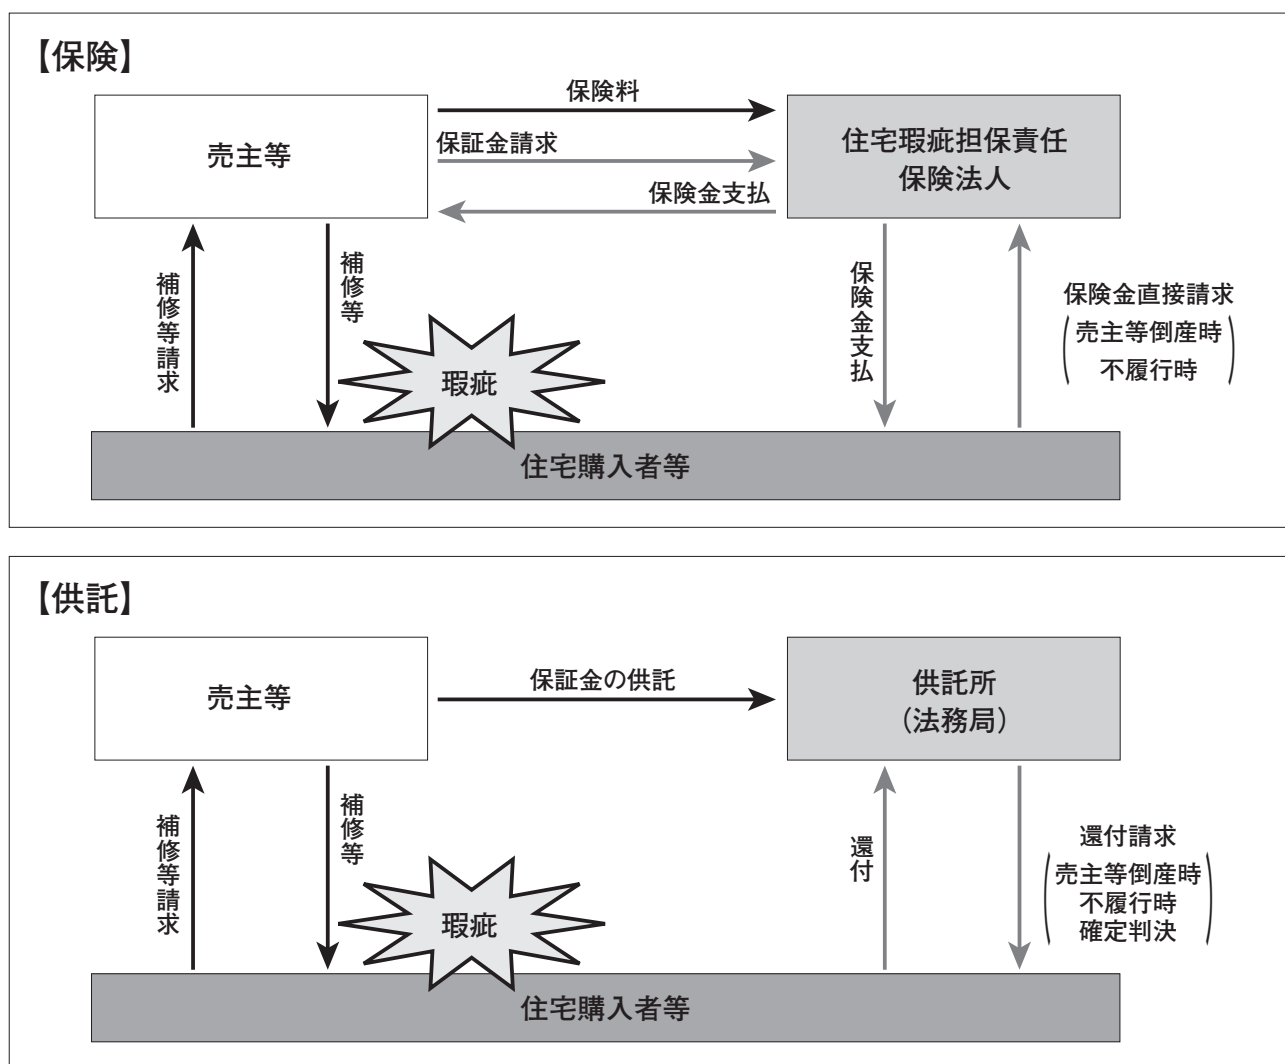 【保険】
保険料
売主等
保証金請求
住宅瑕疵担保責任
保険法人
保険金支払
補修等請求
補修等
瑕疵
保険金支払
保険金直接請求
(売主等倒産時
不履行時)
住宅購入者等
【供託】
売主等
保証金の供託
供託所
(法務局)
補修等請求
補修等
瑕疵
還付
還付請求
(売主等倒産時
不履行時
確定判決)
住宅購入者等